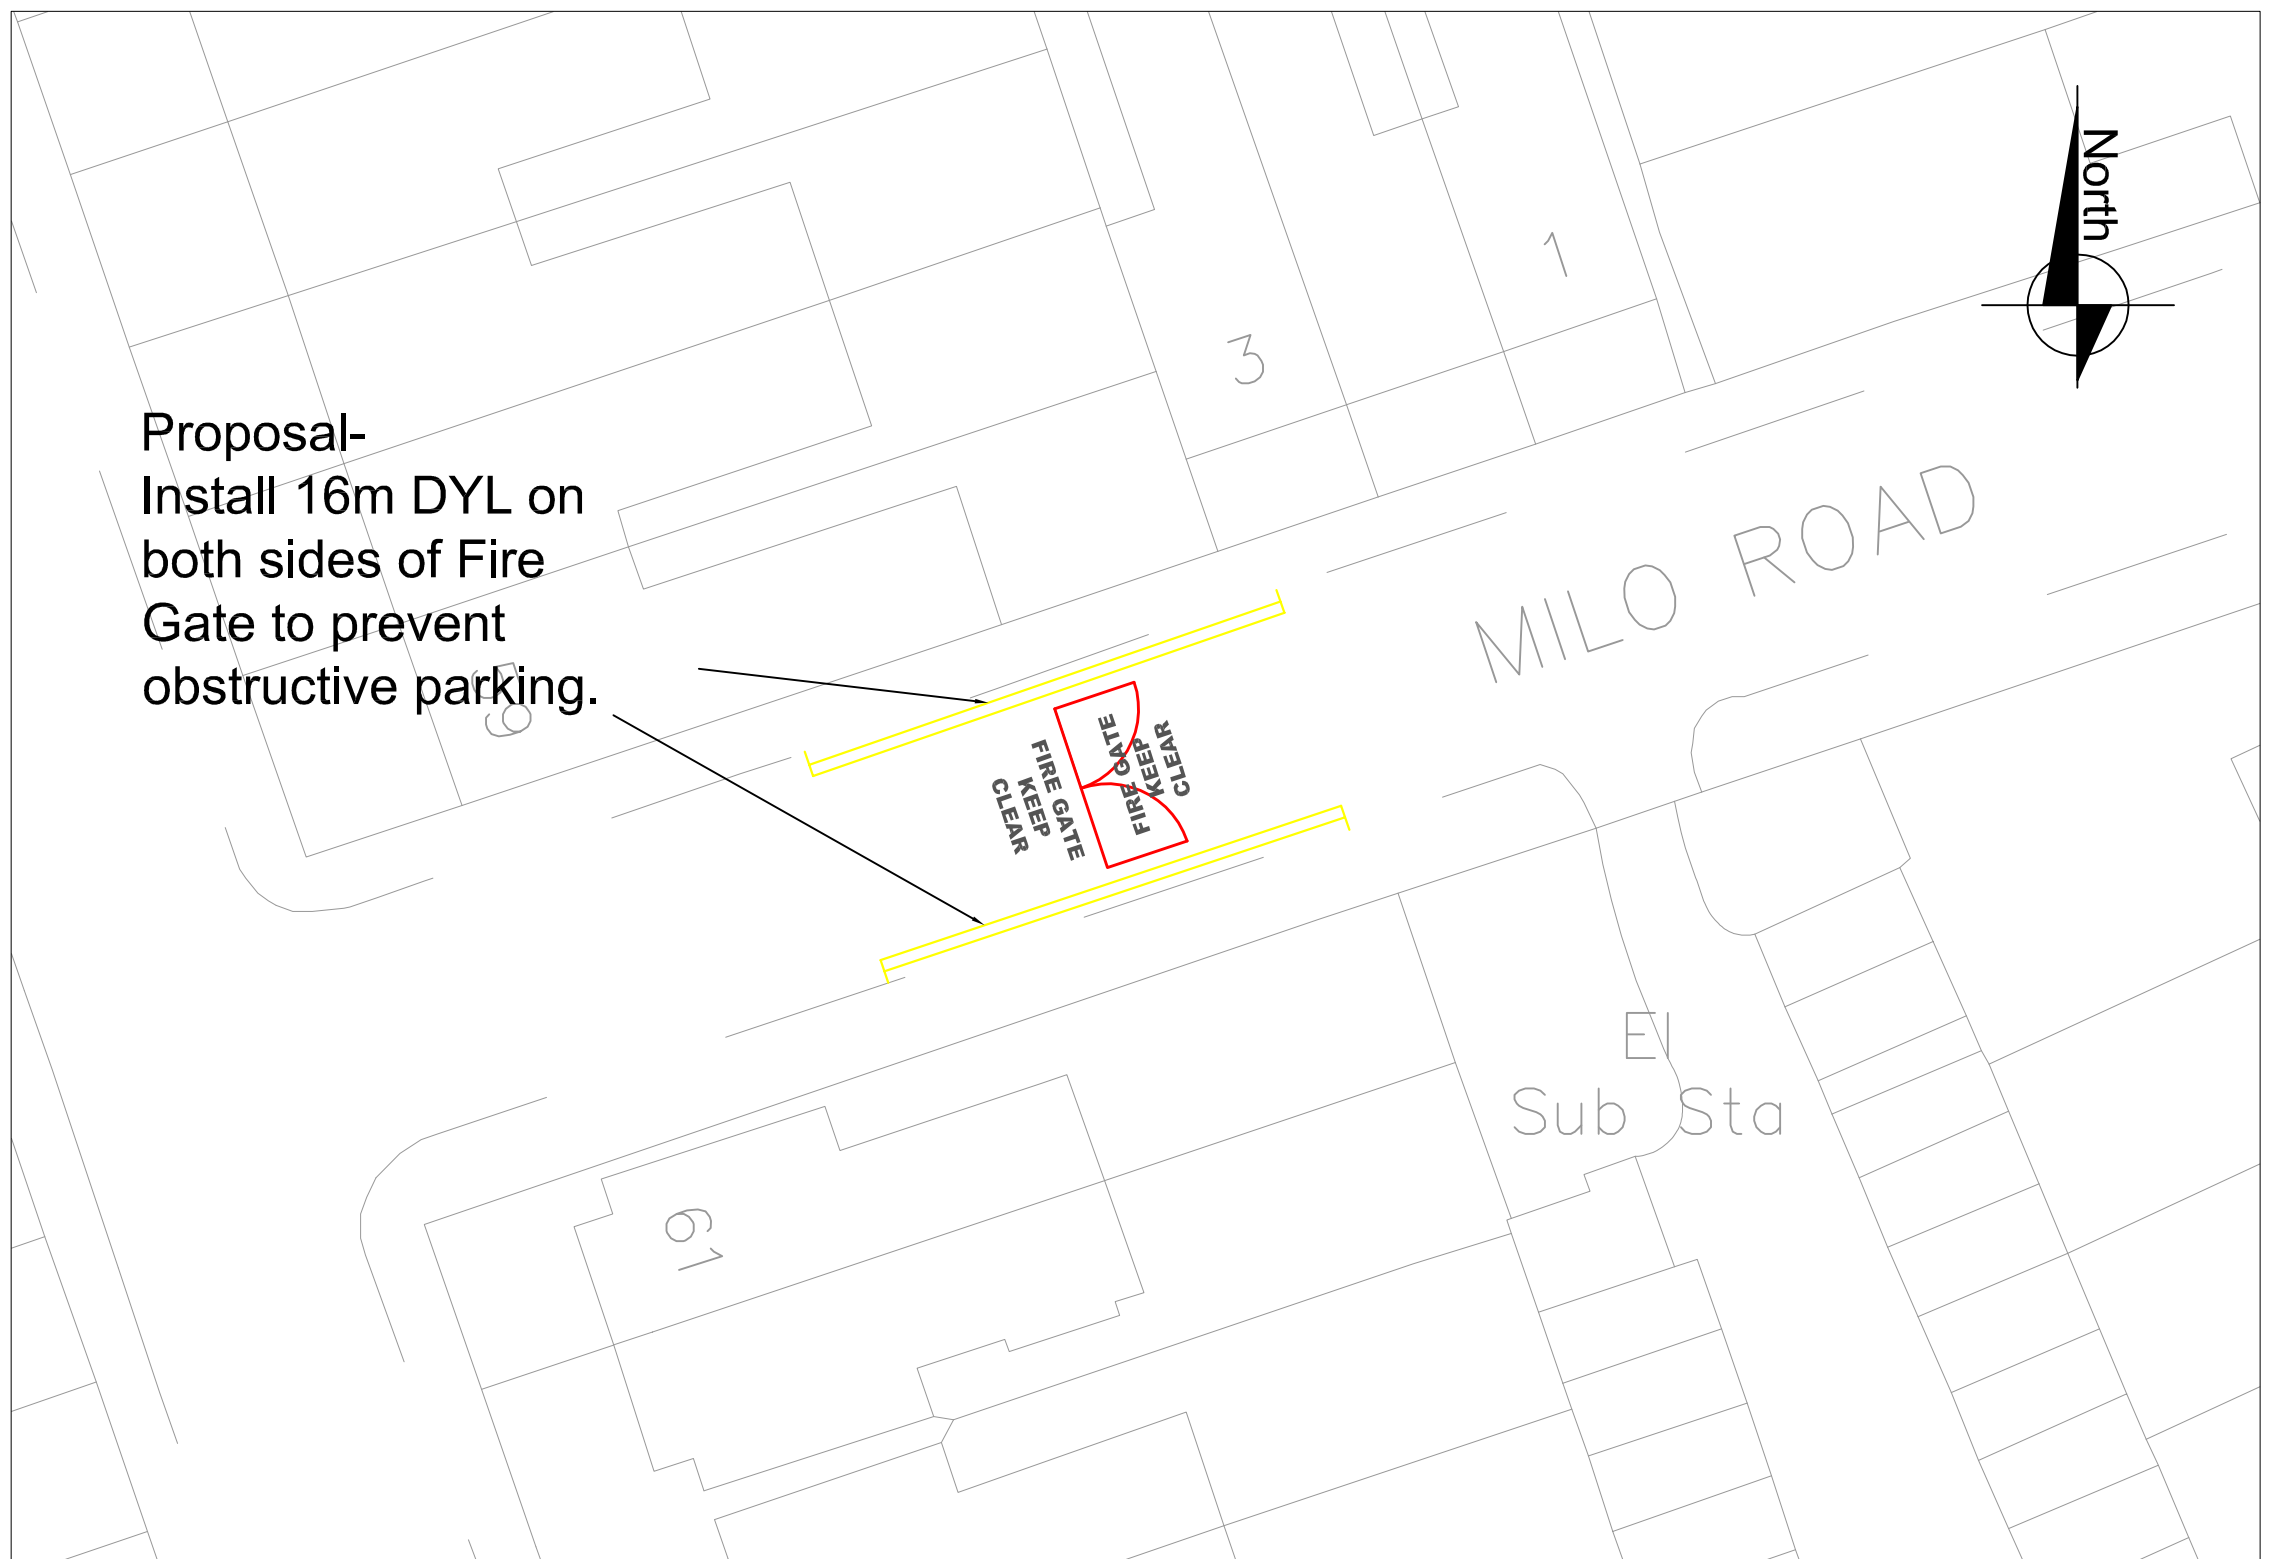 North
1
3
Proposal-
Install 16m DYL on
both sides of Fire
Gate to prevent
obstructive parking.
MILO ROAD
FIRE GATE
KEEP
CLEAR
FIRE GATE
KEEP
CLEAR
El
Sub Sta
19